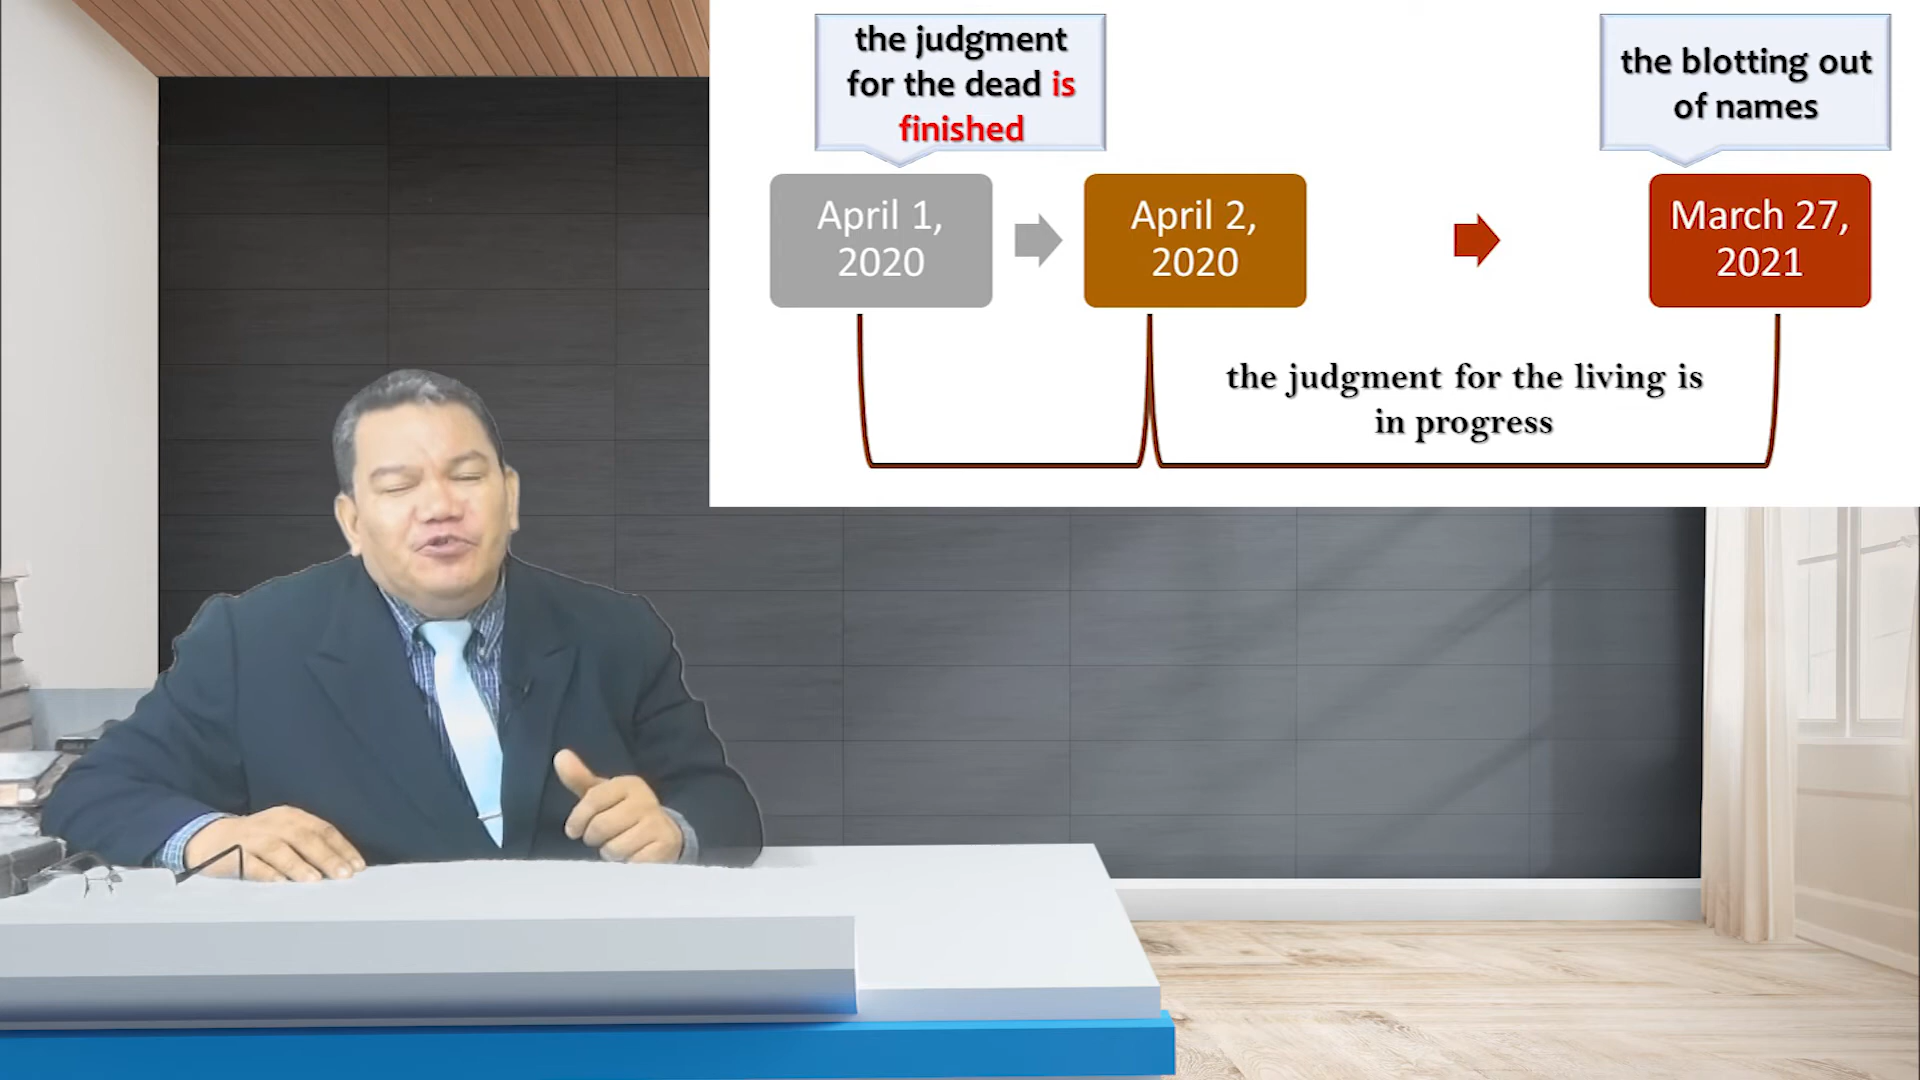 the judgment
for the dead is
finished
the blotting out
of names
April 1,
2020
April 2,
2020
March 27,
2021
the judgment for the living is
in progress